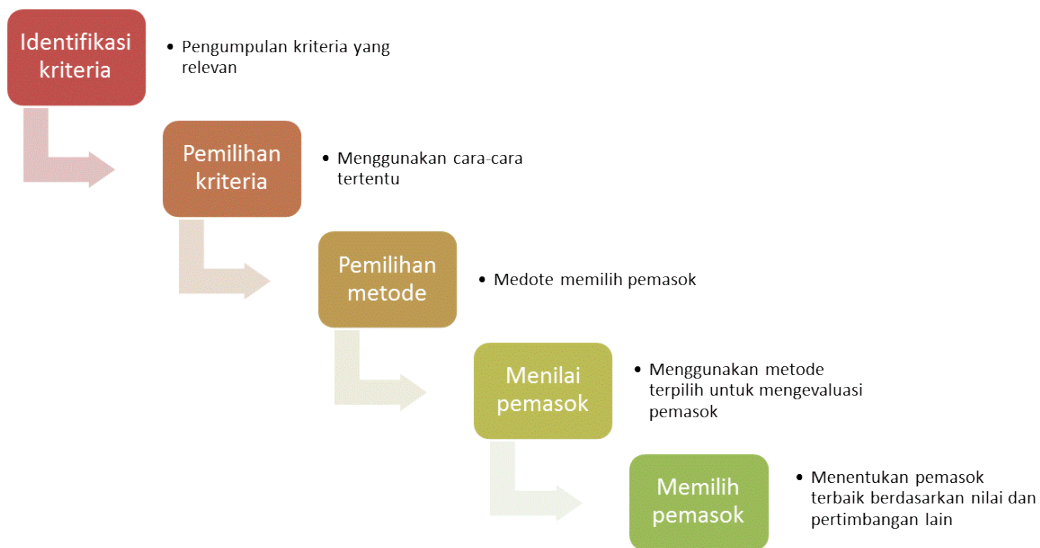 Identifikasi
kriteria
• Pengumpulan kriteria yang
relevan
Pemilihan
kriteria
• Menggunakan cara-cara
tertentu
Pemilihan
metode
• Medote memilih pemasok
Menilai
pemasok
• Menggunakan metode
terpilih untuk mengevaluasi
pemasok
Memilih
pemasok
• Menentukan pemasok
terbaik berdasarkan nilai dan
pertimbangan lain